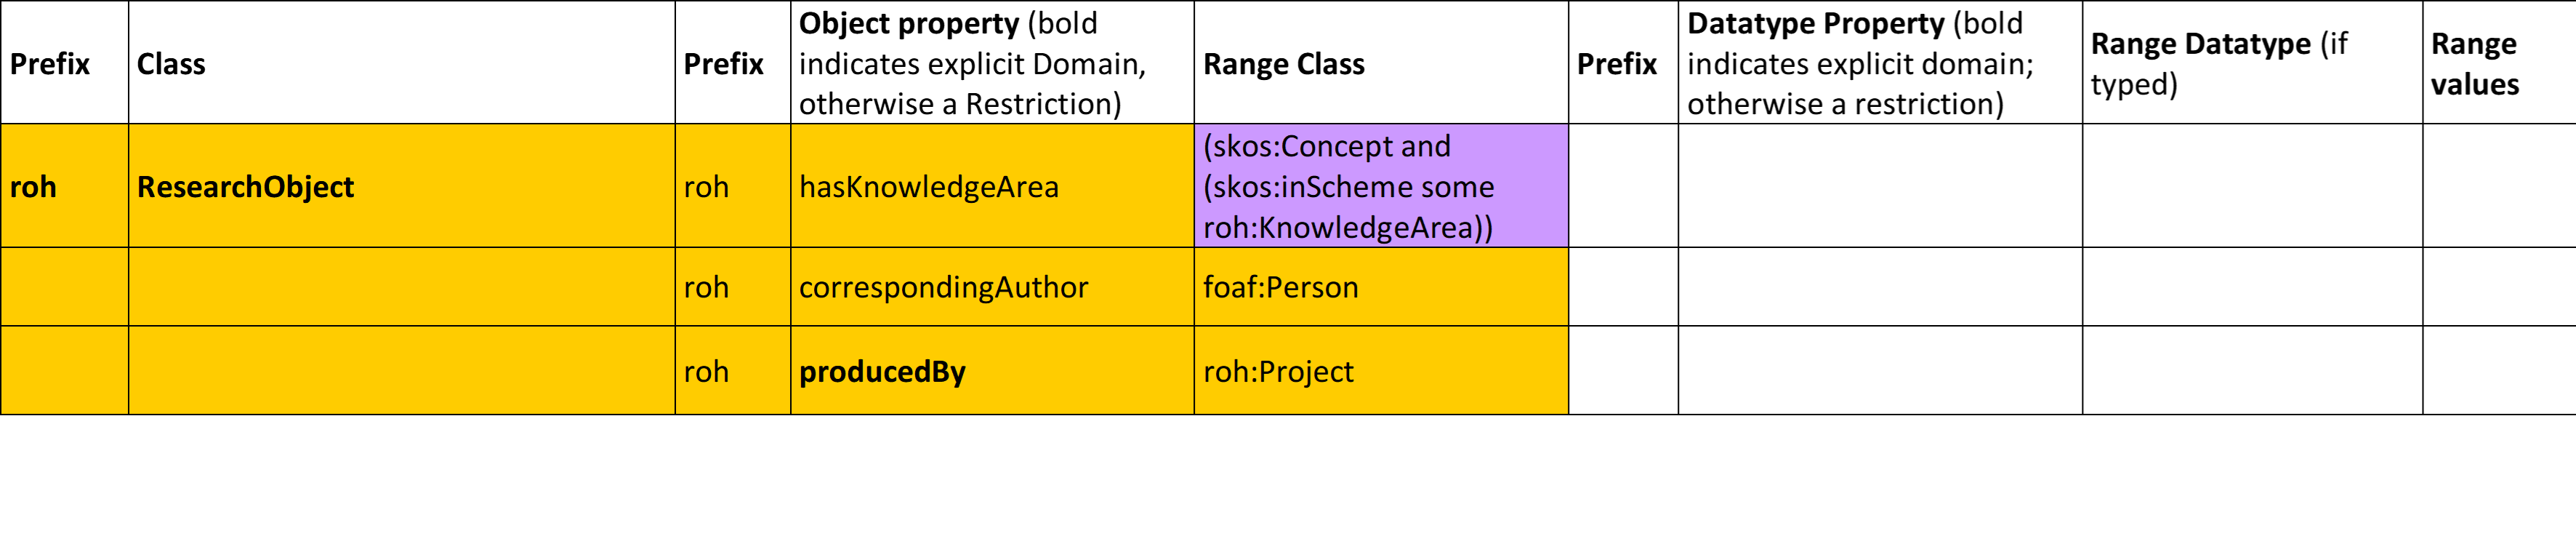 Prefix
Class
Prefix
Object property (bold
indicates explicit Domain,
otherwise a Restriction)
Range Class
Prefix
Datatype Property (bold
indicates explicit domain;
otherwise a restriction)
Range Datatype (if
typed)
Range
values
roh
ResearchObject
roh
hasKnowledgeArea
(skos:Concept and
(skos:inScheme some
roh:KnowledgeArea))
roh
correspondingAuthor
foaf:Person
roh
producedBy
roh:Project